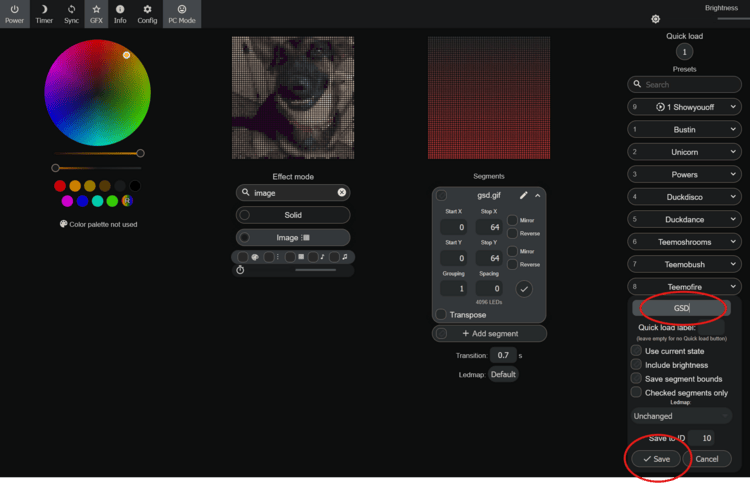 Power
Timer
Sync
GFX
Info
Config
PC Mode
Brightness
Effect mode
image
Solid
Image
Color palette not used
Segments
gsd.gif
Start X
Stop X
0
64
Mirror
Reverse
Start Y
Stop Y
0
64
Mirror
Reverse
Grouping
Spacing
1
0
4096 LEDs
Transpose
+ Add segment
Transition: 0.7 s
Ledmap: Default
Quick load
1
Presets
Search
9 1 Showyouoff
1 Bustin
2 Unicorn
3 Powers
4 Duckdisco
5 Duckdance
6 Teemoshrooms
7 Teemobush
8 Teemofire
GSD
Quick load label:
(leave empty for no Quick load button)
Use current state
Include brightness
Save segment bounds
Checked segments only
Ledmap:
Unchanged
Save to ID 10
Save
Cancel